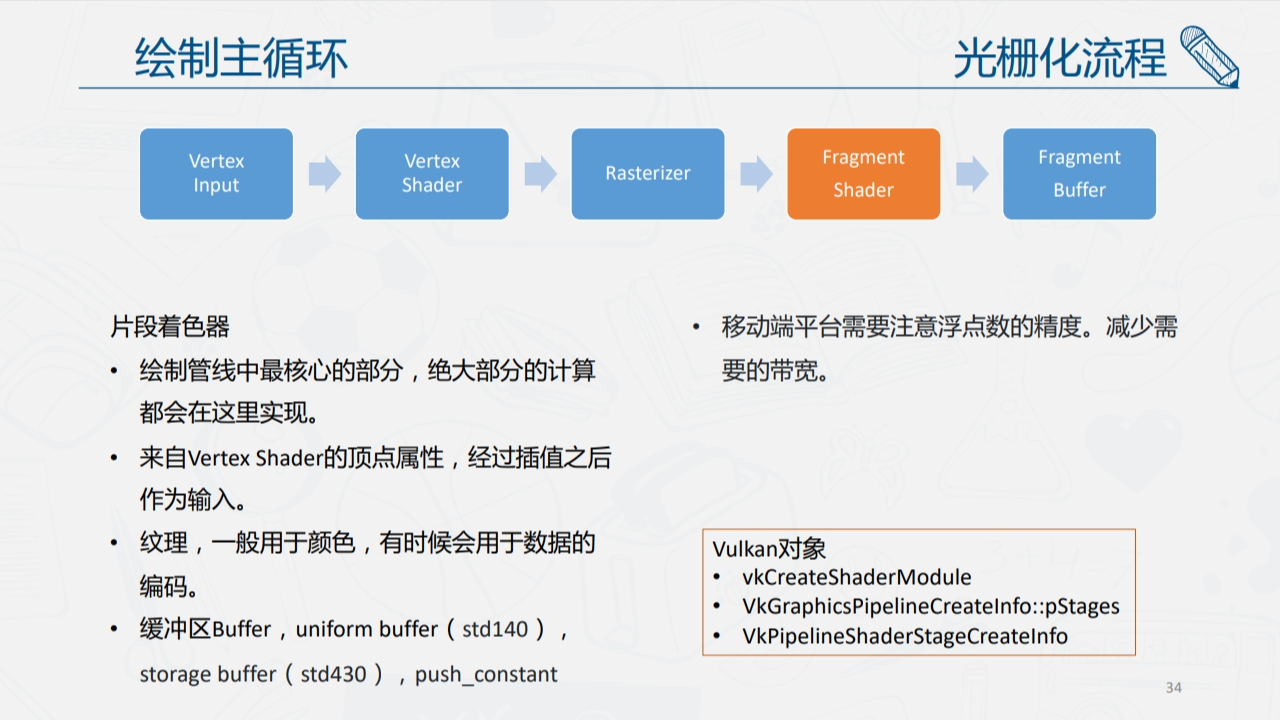 绘制主循环
光栅化流程
Vertex
Input
Vertex
Shader
Rasterizer
Fragment
Shader
Fragment
Buffer
片段着色器
• 绘制管线中最核心的部分，绝大部分的计算
都会在这里实现。
• 来自Vertex Shader的顶点属性，经过插值之后
作为输入。
• 纹理，一般用于颜色，有时候会用于数据的
编码。
• 缓冲区Buffer，uniform buffer（std140），
storage buffer（std430），push_constant
• 移动端平台需要注意浮点数的精度。减少需
要的带宽。
Vulkan对象
• vkCreateShaderModule
• VkGraphicsPipelineCreateInfo::pStages
• VkPipelineShaderStageCreateInfo
34